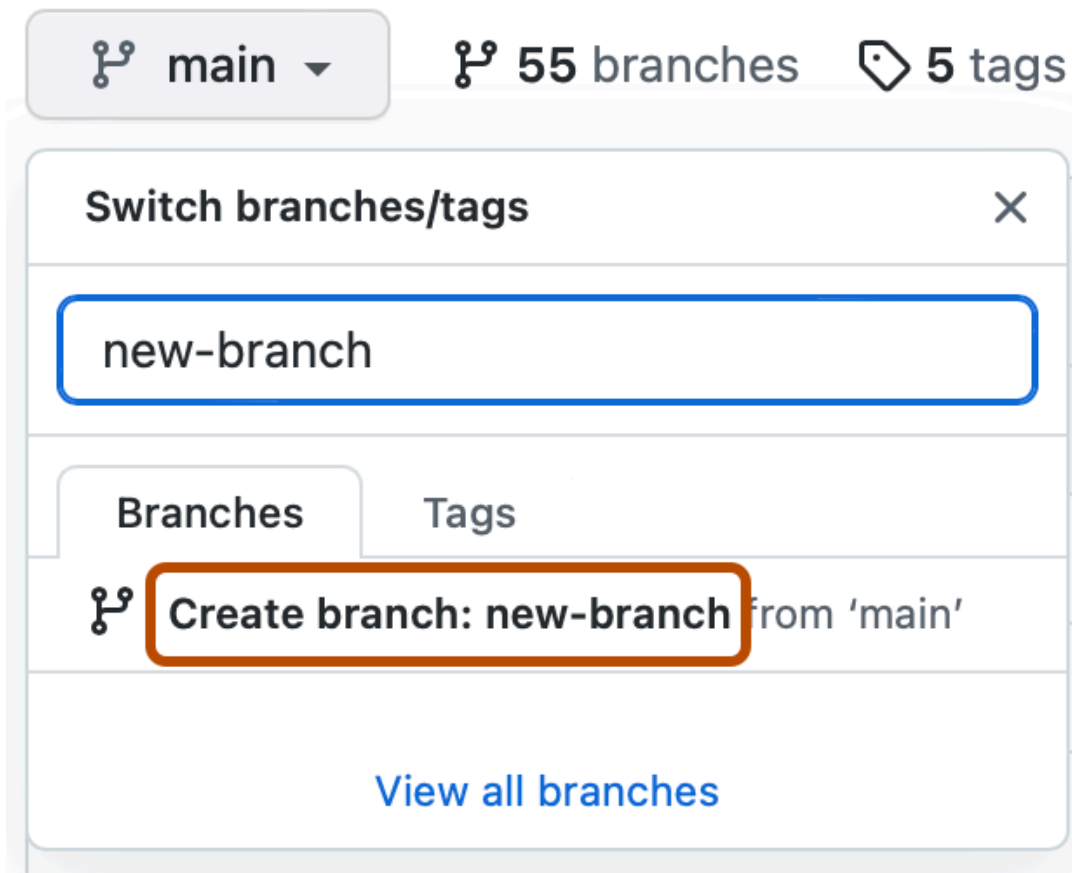 main 55 branches 5 tags
Switch branches/tags
new-branch
Branches Tags
Create branch: new-branch from ‘main’
View all branches